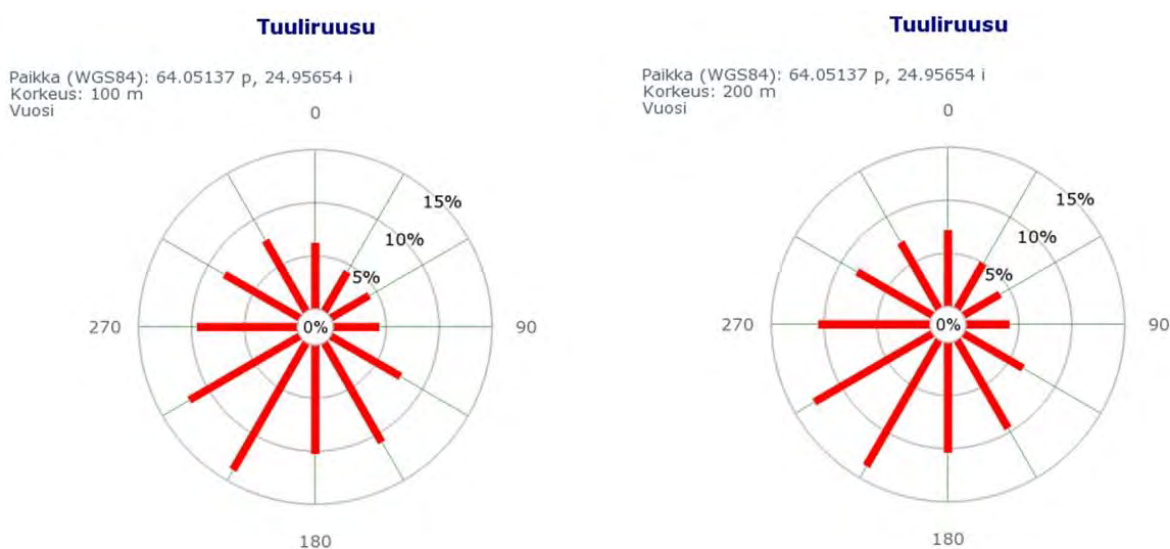 Tuuliruusu
Paikka (WGS84): 64.05137 p, 24.95654 i
Korkeus: 100 m
Vuosi
0
15%
10%
5%
270
0%
90
180
Tuuliruusu
Paikka (WGS84): 64.05137 p, 24.95654 i
Korkeus: 200 m
Vuosi
0
15%
10%
5%
270
0%
90
180